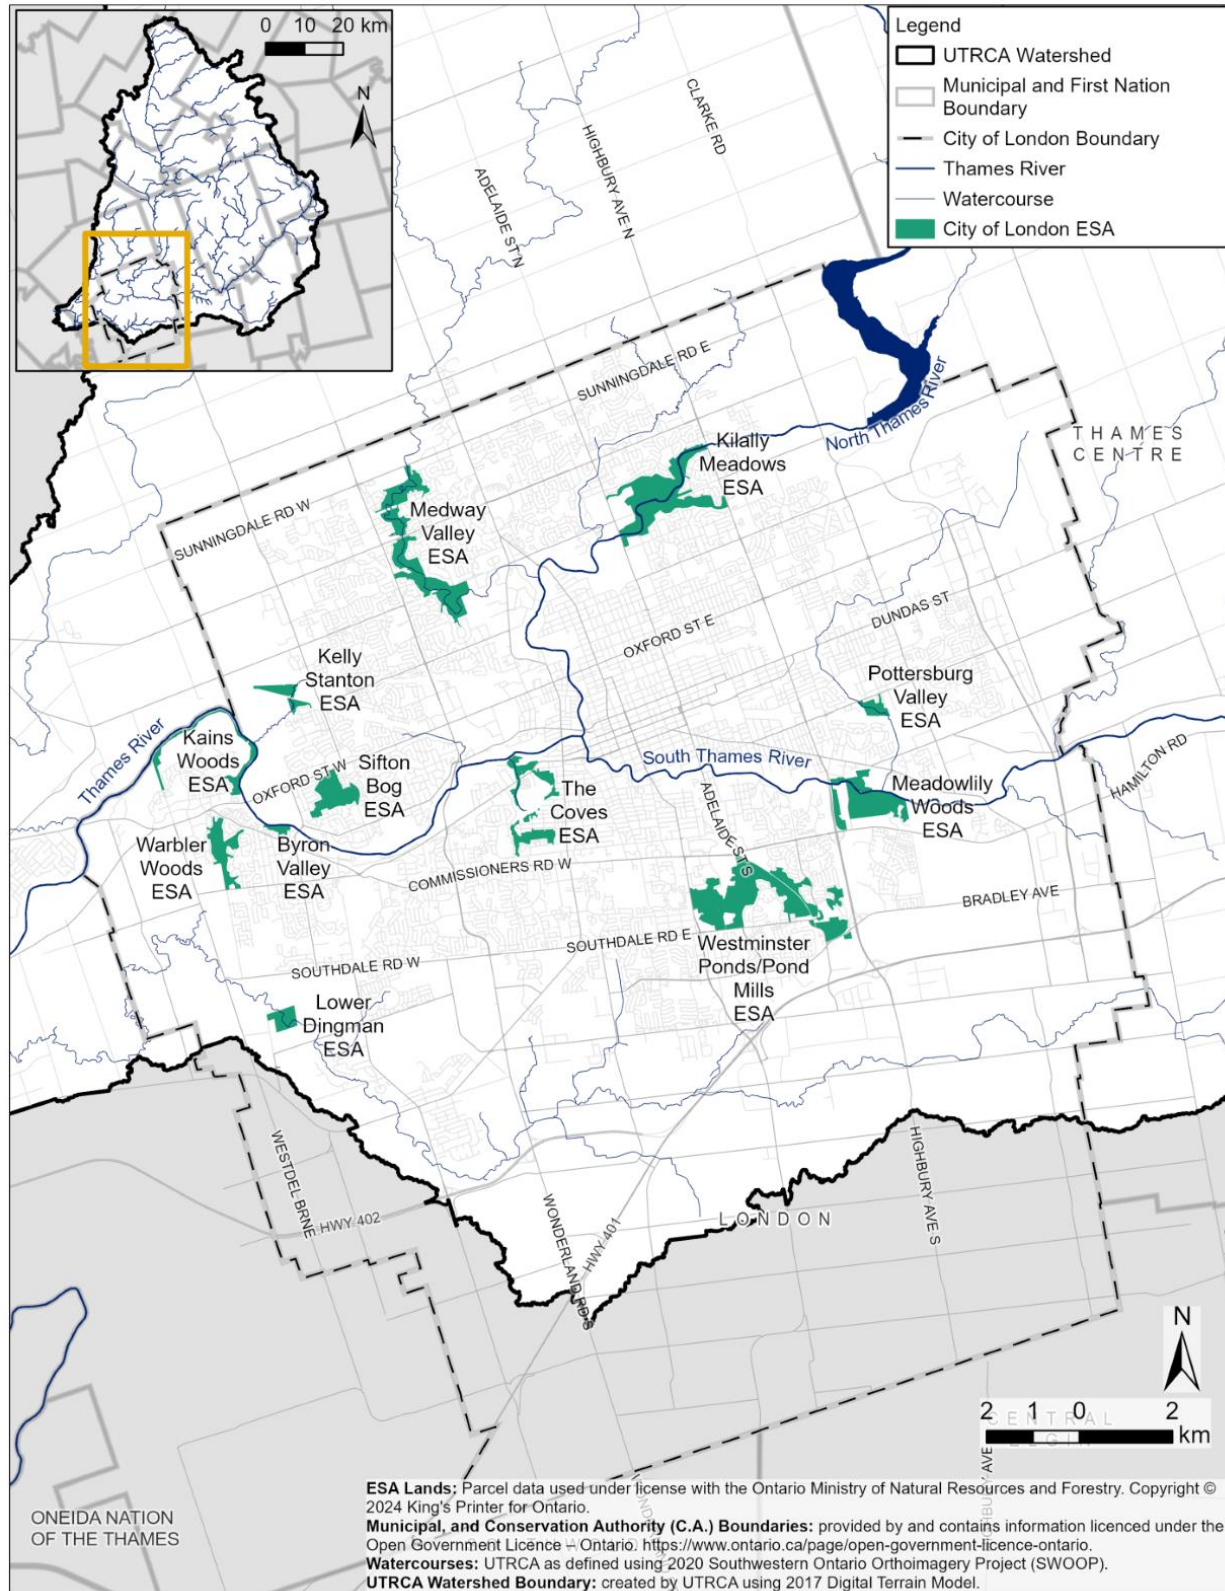 0 10 20 km
N
Legend
UTRCA Watershed
Municipal and First Nation
Boundary
City of London Boundary
Thames River
Watercourse
City of London ESA
CLARKE RD
HIGHBURY AVE N
ADELAIDE ST N
SUNNINGDALE RD E
North Thames River
THAMES
CENTRE
Kilally
Meadows
ESA
SUNNINGDALE RD W
Medway
Valley
ESA
OXFORD ST E
DUNDAS ST
Kelly
Stanton
ESA
Pottersburg
Valley
ESA
Thames River
Kains
Woods
ESA
OXFORD ST W
Sifton
Bog
ESA
The
Coves
ESA
South Thames River
ADELAIDE ST S
Meadowlily
Woods
ESA
HAMILTON RD
Warbler
Woods
ESA
Byron
Valley
ESA
COMMISSIONERS RD W
BRADLEY AVE
SOUTHDALE RD E
Westminster
Ponds/Pond
Mills
ESA
SOUTHDALE RD W
Lower
Dingman
ESA
WESTDEL BRNE
HWY 402
WONDERLAND RD S
HWY 401
LONDON
HIGHBURY AVE S
N
2 1 0 2
km
CENTRAL
ELGIN
ONEIDA NATION
OF THE THAMES
ESA Lands: Parcel data used under license with the Ontario Ministry of Natural Resources and Forestry. Copyright ©
2024 King's Printer for Ontario.
Municipal, and Conservation Authority (C.A.) Boundaries: provided by and contains information licenced under the
Open Government Licence – Ontario. https://www.ontario.ca/page/open-government-licence-ontario.
Watercourses: UTRCA as defined using 2020 Southwestern Ontario Orthoimagery Project (SWOOP).
UTRCA Watershed Boundary: created by UTRCA using 2017 Digital Terrain Model.